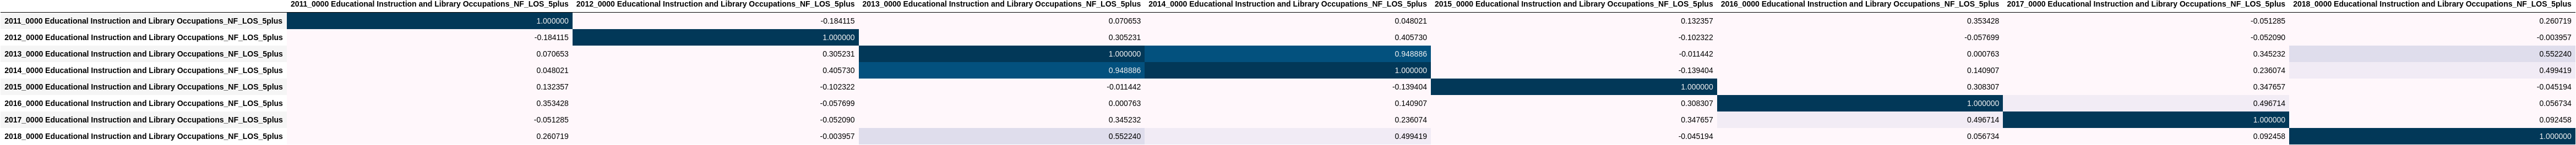 2011_0000 Educational Instruction and Library Occupations_NF_LOS_5plus 2012_0000 Educational Instruction and Library Occupations_NF_LOS_5plus 2013_0000 Educational Instruction and Library Occupations_NF_LOS_5plus 2014_0000 Educational Instruction and Library Occupations_NF_LOS_5plus 2015_0000 Educational Instruction and Library Occupations_NF_LOS_5plus 2016_0000 Educational Instruction and Library Occupations_NF_LOS_5plus 2017_0000 Educational Instruction and Library Occupations_NF_LOS_5plus 2018_0000 Educational Instruction and Library Occupations_NF_LOS_5plus
2011_0000 Educational Instruction and Library Occupations_NF_LOS_5plus 1.000000 -0.184115 0.070653 0.048021 0.132357 0.353428 -0.051285 0.260719
2012_0000 Educational Instruction and Library Occupations_NF_LOS_5plus -0.184115 1.000000 0.305231 0.405730 -0.102322 -0.057699 -0.052090 -0.003957
2013_0000 Educational Instruction and Library Occupations_NF_LOS_5plus 0.070653 0.305231 1.000000 0.948886 -0.011442 0.000763 0.345232 0.552240
2014_0000 Educational Instruction and Library Occupations_NF_LOS_5plus 0.048021 0.405730 0.948886 1.000000 -0.139404 0.140907 0.236074 0.499419
2015_0000 Educational Instruction and Library Occupations_NF_LOS_5plus 0.132357 -0.102322 -0.011442 -0.139404 1.000000 0.308307 0.347657 -0.045194
2016_0000 Educational Instruction and Library Occupations_NF_LOS_5plus 0.353428 -0.057699 0.000763 0.140907 0.308307 1.000000 0.496714 0.056734
2017_0000 Educational Instruction and Library Occupations_NF_LOS_5plus -0.051285 -0.052090 0.345232 0.236074 0.347657 0.496714 1.000000 0.092458
2018_0000 Educational Instruction and Library Occupations_NF_LOS_5plus 0.260719 -0.003957 0.552240 0.499419 -0.045194 0.056734 0.092458 1.000000